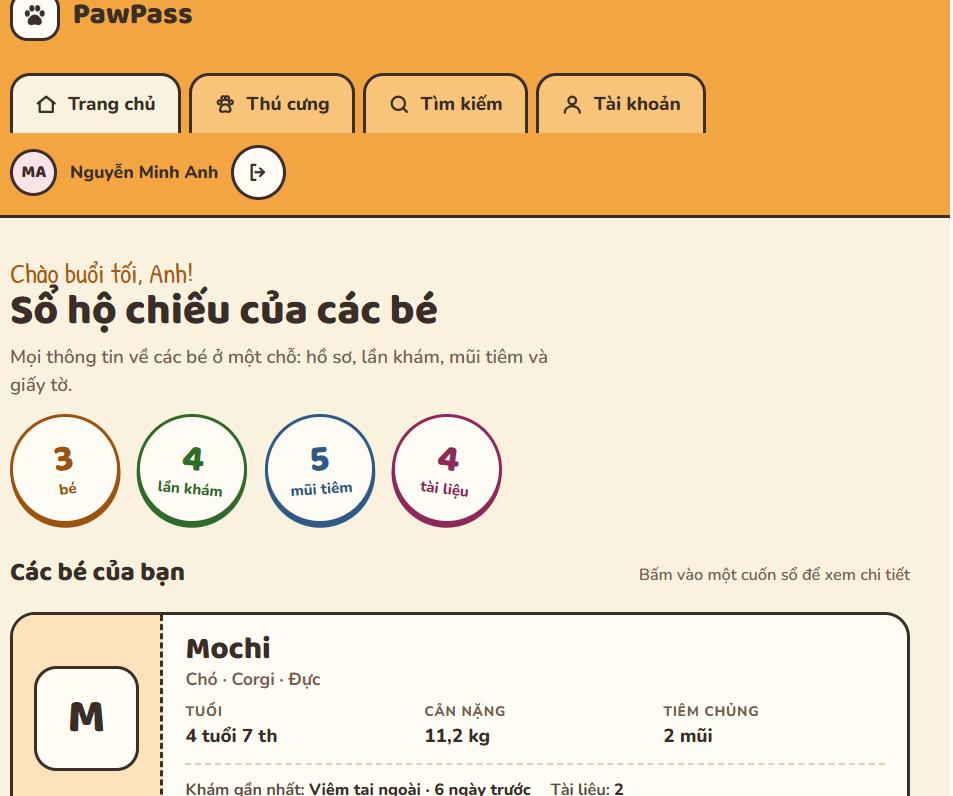 PawPass
Trang chủ
Thú cưng
Tìm kiếm
Tài khoản
MA
Nguyễn Minh Anh
Chào buổi tối, Anh!
Sổ hộ chiếu của các bé
Mọi thông tin về các bé ở một chỗ: hồ sơ, lần khám, mũi tiêm và
giấy tờ.
3
bé
4
lần khám
5
mũi tiêm
4
tài liệu
Các bé của bạn
Bấm vào một cuốn sổ để xem chi tiết
M
Mochi
Chó · Corgi · Đực
TUỔI
CÂN NẶNG
TIÊM CHỦNG
4 tuổi 7 th
11,2 kg
2 mũi
Khám gần nhất: Viêm tai ngoài · 6 ngày trước
Tài liệu: 2